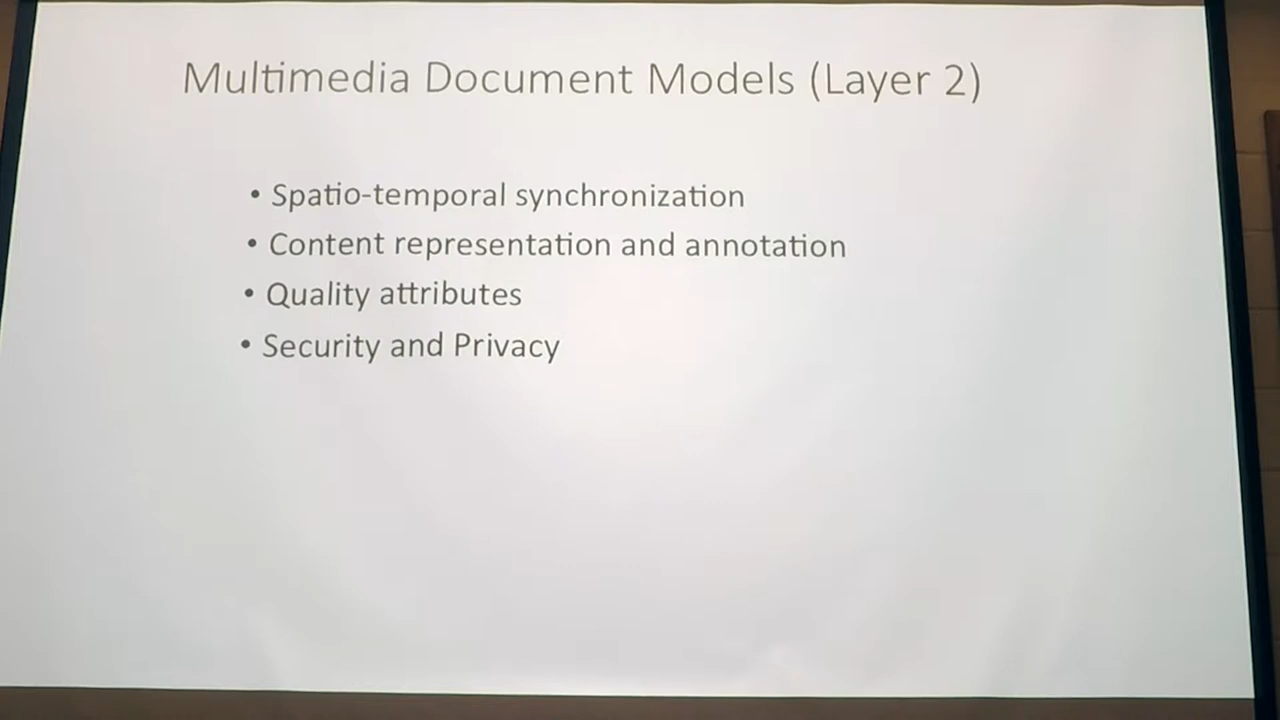 Multimedia Document Models (Layer 2)
• Spatio-temporal synchronization
• Content representation and annotation
• Quality attributes
• Security and Privacy